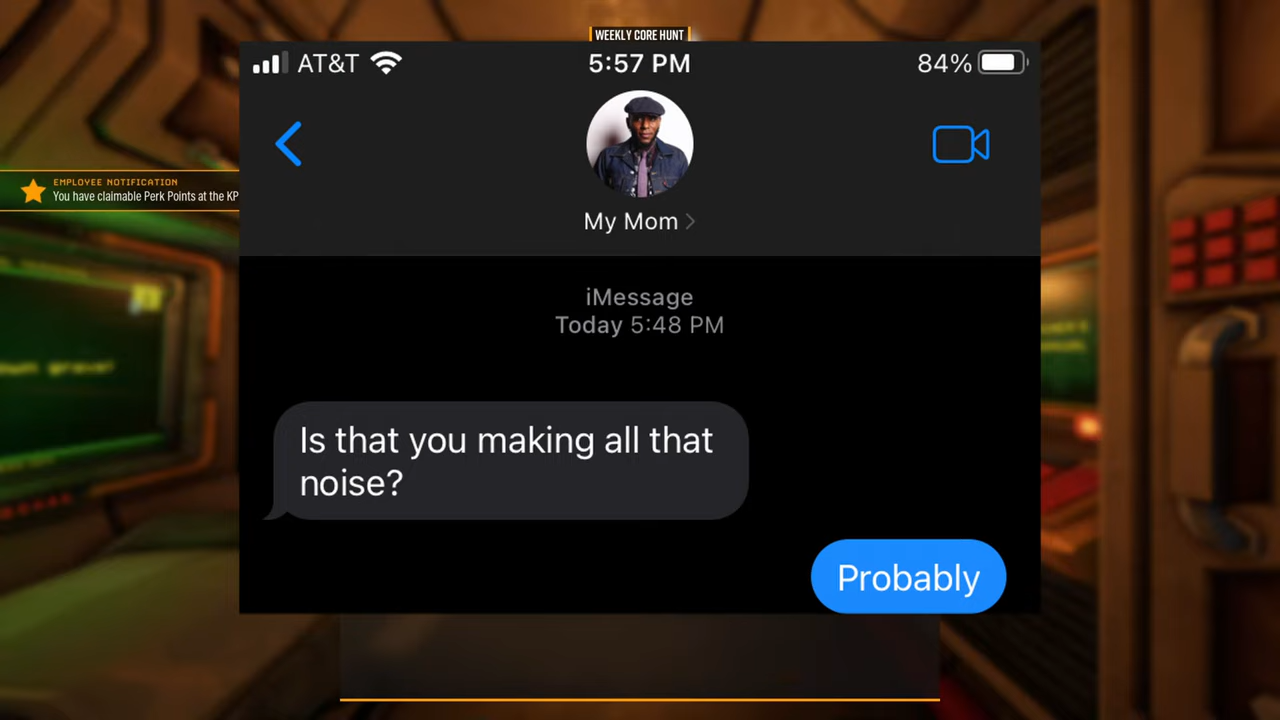 WEEKLY CORE HUNT
AT&T
5:57 PM
84%
EMPLOYEE NOTIFICATION
You have claimable Perk Points at the KP
My Mom
iMessage
Today 5:48 PM
Is that you making all that
noise?
Probably